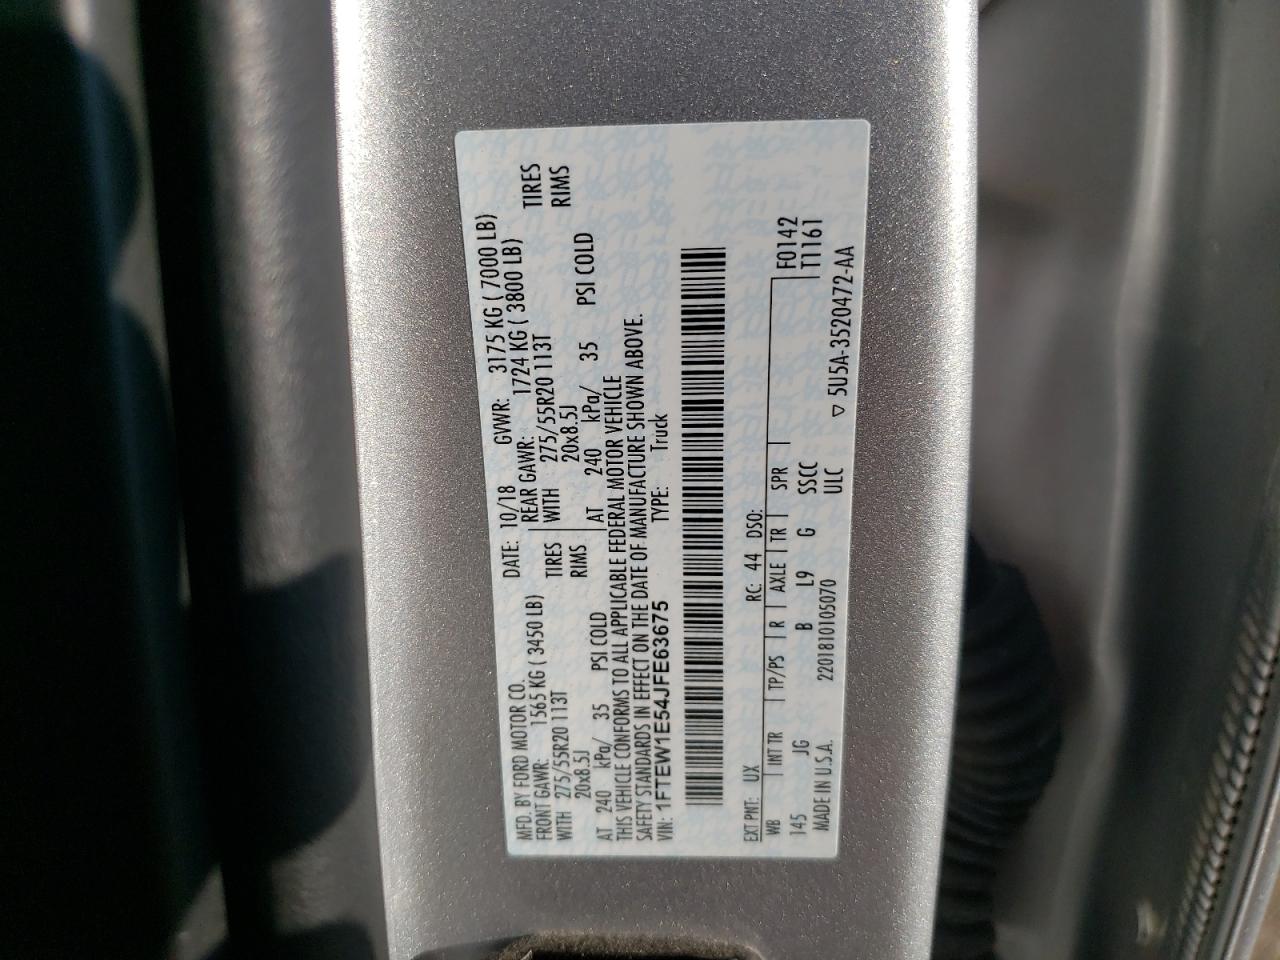 MFD. BY FORD MOTOR CO.
DATE: 10/18 GVWR: 3175 KG ( 7000 LB)
FRONT GAWR: 1565 KG ( 3450 LB)
REAR GAWR: 1724 KG ( 3800 LB)
WITH 275/55R20 113T TIRES
WITH 275/55R20 113T TIRES
20x8.5J RIMS
20x8.5J RIMS
AT 240 kPa/ 35 PSI COLD
AT 240 kPa/ 35 PSI COLD
THIS VEHICLE CONFORMS TO ALL APPLICABLE FEDERAL MOTOR VEHICLE
SAFETY STANDARDS IN EFFECT ON THE DATE OF MANUFACTURE SHOWN ABOVE.
VIN: 1FTEW1E54JFE63675 TYPE: Truck
EXT PNT: UX RC: 44 DSO:
WB INT TR TP/PS R AXLE TR SPR F0142
145 JG B L9 G SSCC T1161
MADE IN U.S.A. 2201810105070 ULC
▽ 5U5A-3520472-AA